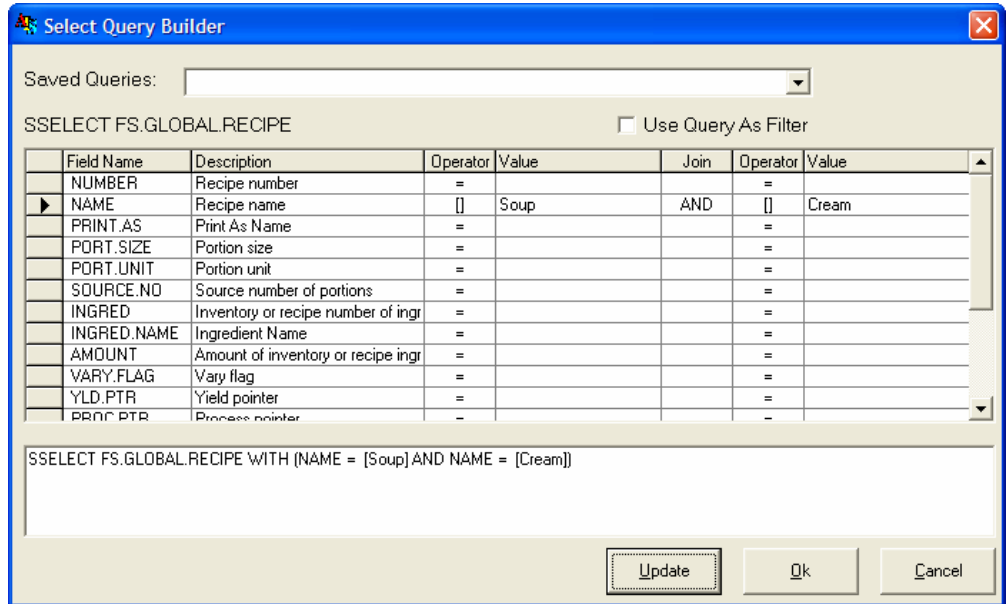 Select Query Builder
Saved Queries:
SSELECT FS.GLOBAL.RECIPE Use Query As Filter
Field Name Description Operator Value Join Operator Value
NUMBER Recipe number = =
NAME Recipe name [] Soup AND [] Cream
PRINT.AS Print As Name = =
PORT.SIZE Portion size = =
PORT.UNIT Portion unit = =
SOURCE.NO Source number of portions = =
INGRED Inventory or recipe number of ingr = =
INGRED.NAME Ingredient Name = =
AMOUNT Amount of inventory or recipe ingr = =
VARY.FLAG Vary flag = =
YLD.PTR Yield pointer = =
PROC.PTR Process pointer = =
SSELECT FS.GLOBAL.RECIPE WITH (NAME = [Soup] AND NAME = [Cream])
Update Ok Cancel